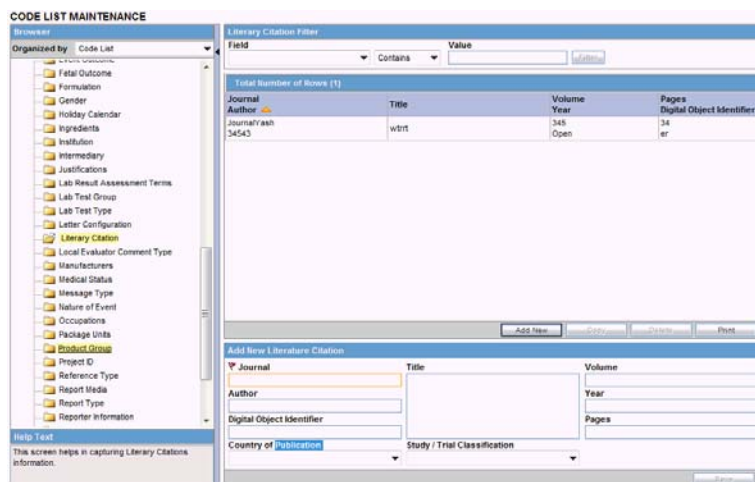 CODE LIST MAINTENANCE
Browser
Organized by Code List
Event Outcome
Fetal Outcome
Formulation
Gender
Holiday Calendar
Ingredients
Institution
Intermediary
Justifications
Lab Result Assessment Terms
Lab Test Group
Lab Test Type
Letter Configuration
Literary Citation
Local Evaluator Comment Type
Manufacturers
Medical Status
Message Type
Nature of Event
Occupations
Package Units
Product Group
Project ID
Reference Type
Report Media
Report Type
Reporter Information
Help Text
This screen helps in capturing Literary Citations
information.
Literary Citation Filter
Field Value
Contains Filter
Total Number of Rows (1)
Journal Title Volume Pages
Author Year Digital Object Identifier
JournalYash wtrrt 345 34
34543 Open er
Add New Copy Delete Print
Add New Literature Citation
Journal Title Volume
Author Year
Digital Object Identifier Pages
Country of Publication Study / Trial Classification
Save